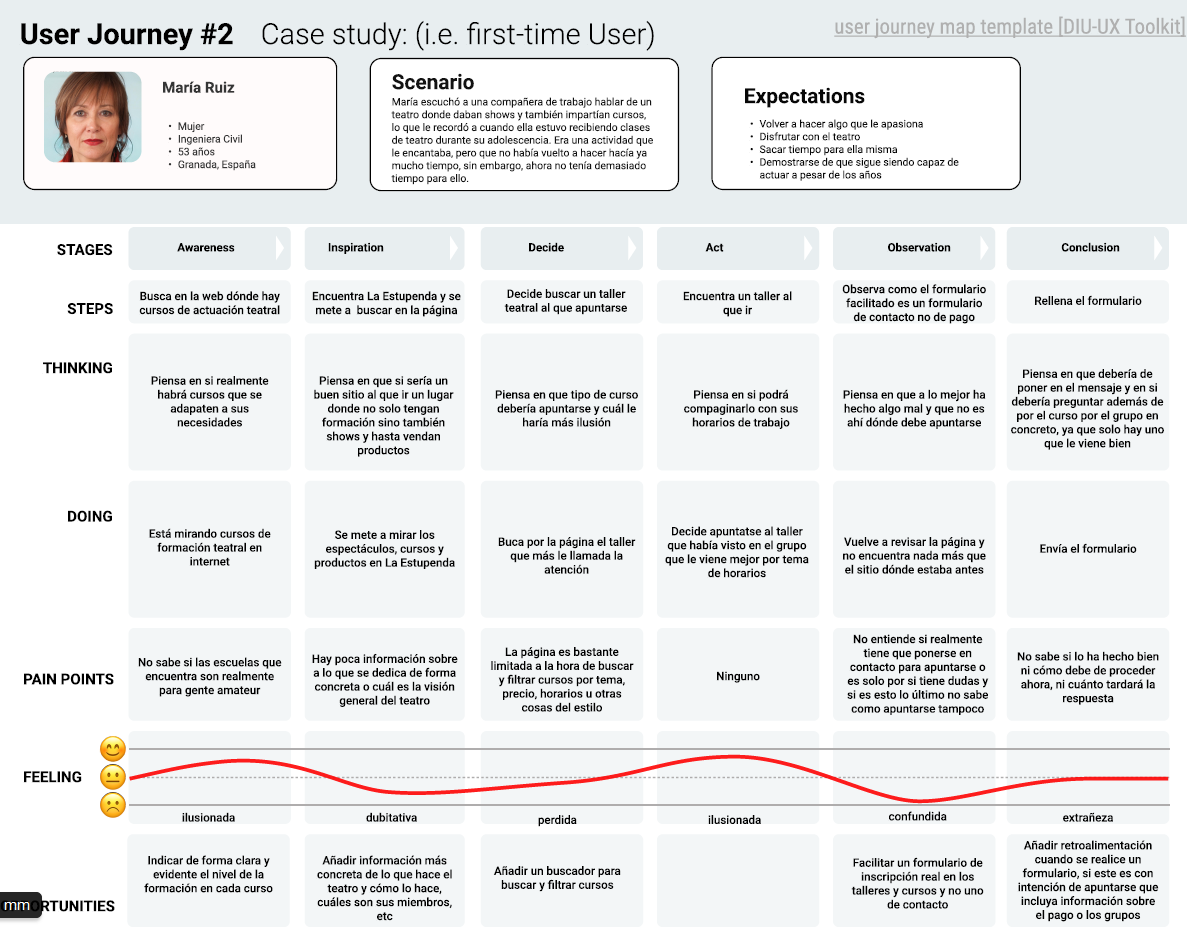 User Journey #2 Case study: (i.e. first-time User)
user journey map template [DIU-UX Toolkit]
María Ruiz
• Mujer
• Ingeniera Civil
• 53 años
• Granada, España
Scenario
María escuchó a una compañera de trabajo hablar de un
teatro donde daban shows y también impartían cursos,
lo que le recordó a cuando ella estuvo recibiendo clases
de teatro durante su adolescencia. Era una actividad que
le encantaba, pero que no había vuelto a hacer hacía ya
mucho tiempo, sin embargo, ahora no tenía demasiado
tiempo para ello.
Expectations
• Volver a hacer algo que le apasiona
• Disfrutar con el teatro
• Sacar tiempo para ella misma
• Demostrarse de que sigue siendo capaz de
actuar a pesar de los años
STAGES
Awareness
Inspiration
Decide
Act
Observation
Conclusion
STEPS
Busca en la web dónde hay
cursos de actuación teatral
Encuentra La Estupenda y se
mete a buscar en la página
Decide buscar un taller
teatral al que apuntarse
Encuentra un taller al
que ir
Observa como el formulario
facilitado es un formulario
de contacto no de pago
Rellena el formulario
THINKING
Piensa en si realmente
habrá cursos que se
adapaten a sus
necesidades
Piensa en que si sería un
buen sitio al que ir un lugar
donde no solo tengan
formación sino también
shows y hasta vendan
productos
Piensa en que tipo de curso
debería apuntarse y cuál le
haría más ilusión
Piensa en si podrá
compaginarlo con sus
horarios de trabajo
Piensa en que a lo mejor ha
hecho algo mal y que no es
ahí dónde debe apuntarse
Piensa en que debería de
poner en el mensaje y en si
debería preguntar además de
por el curso por el grupo en
concreto, ya que solo hay uno
que le viene bien
DOING
Está mirando cursos de
formación teatral en
internet
Se mete a mirar los
espectáculos, cursos y
productos en La Estupenda
Buca por la página el taller
que más le llamada la
atención
Decide apuntatse al taller
que había visto en el grupo
que le viene mejor por tema
de horarios
Vuelve a revisar la página y
no encuentra nada más que
el sitio dónde estaba antes
Envía el formulario
PAIN POINTS
No sabe si las escuelas que
encuentra son realmente
para gente amateur
Hay poca información sobre
a lo que se dedica de forma
concreta o cuál es la visión
general del teatro
La página es bastante
limitada a la hora de buscar
y filtrar cursos por tema,
precio, horarios u otras
cosas del estilo
Ninguno
No entiende si realmente
tiene que ponerse en
contacto para apuntarse o
es solo por si tiene dudas y
si es esto lo último no sabe
como apuntarse tampoco
No sabe si lo ha hecho bien
ni cómo debe de proceder
ahora, ni cuánto tardará la
respuesta
FEELING
ilusionada
dubitativa
perdida
ilusionada
confundida
extrañeza
mm
ORTUNITIES
Indicar de forma clara y
evidente el nivel de la
formación en cada curso
Añadir información más
concreta de lo que hace el
teatro y cómo lo hace,
cuáles son sus miembros,
etc
Añadir un buscador para
buscar y filtrar cursos
Facilitar un formulario de
inscripción real en los
talleres y cursos y no uno
de contacto
Añadir retroalimentación
cuando se realice un
formulario, si este es con
intención de apuntarse que
incluya información sobre
el pago o los grupos